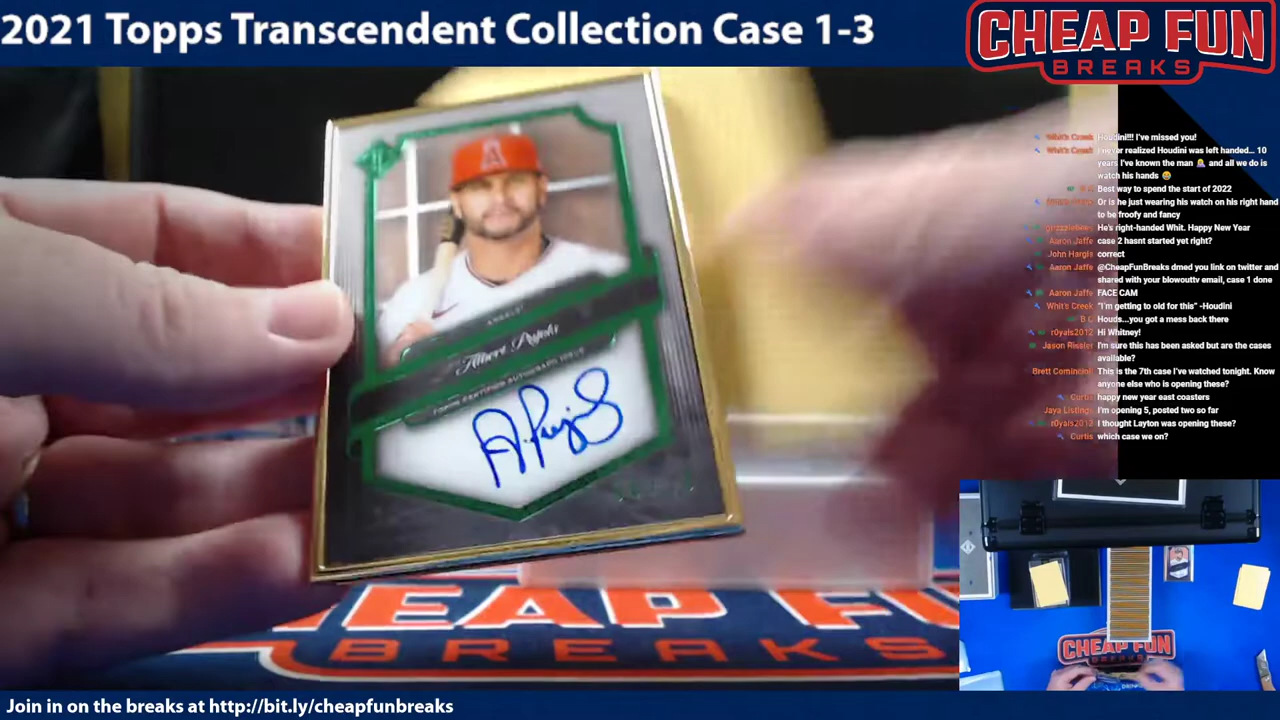 2021 Topps Transcendent Collection Case 1-3
CHEAP FUN
BREAKS
Houdini!!! I've missed you!
Whit's Creek I never realized Houdini was left handed... 10
years I've known the man 🤷‍♀️ and all we do is
watch his hands 😂
Best way to spend the start of 2022
Or is he just wearing his watch on his right hand
to be froofy and fancy
He's right-handed Whit. Happy New Year
Aaron Jaffe case 2 hasnt started yet right?
John Hargis correct
Aaron Jaffe @CheapFunBreaks dmed you link on twitter and
shared with your blowouttv email, case 1 done
Aaron Jaffe FACE CAM
Whit's Creek "I'm getting to old for this" -Houdini
Houds...you got a mess back there
r0yals2012 Hi Whitney!
Jason Rissler I'm sure this has been asked but are the cases
available?
Brett Comincini This is the 7th case I've watched tonight. Know
anyone else who is opening these?
Curtis happy new year east coasters
Jaya Listings I'm opening 5, posted two so far
r0yals2012 I thought Layton was opening these?
Curtis which case we on?
A
ANGELS
Albert Pujols
TOPPS CERTIFIED AUTOGRAPH ISSUE
A. Pujols
CHEAP FUN
BREAKS
CHEAP FUN
BREAKS
Join in on the breaks at http://bit.ly/cheapfunbreaks